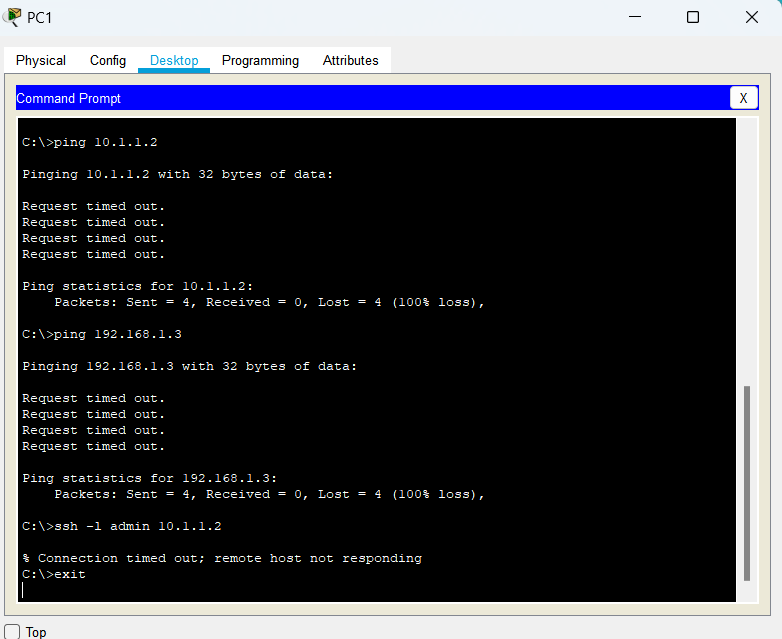 PC1
Physical Config Desktop Programming Attributes
Command Prompt X
C:\>ping 10.1.1.2
Pinging 10.1.1.2 with 32 bytes of data:
Request timed out.
Request timed out.
Request timed out.
Request timed out.
Ping statistics for 10.1.1.2:
    Packets: Sent = 4, Received = 0, Lost = 4 (100% loss),
C:\>ping 192.168.1.3
Pinging 192.168.1.3 with 32 bytes of data:
Request timed out.
Request timed out.
Request timed out.
Request timed out.
Ping statistics for 192.168.1.3:
    Packets: Sent = 4, Received = 0, Lost = 4 (100% loss),
C:\>ssh -l admin 10.1.1.2
% Connection timed out; remote host not responding
C:\>exit
Top